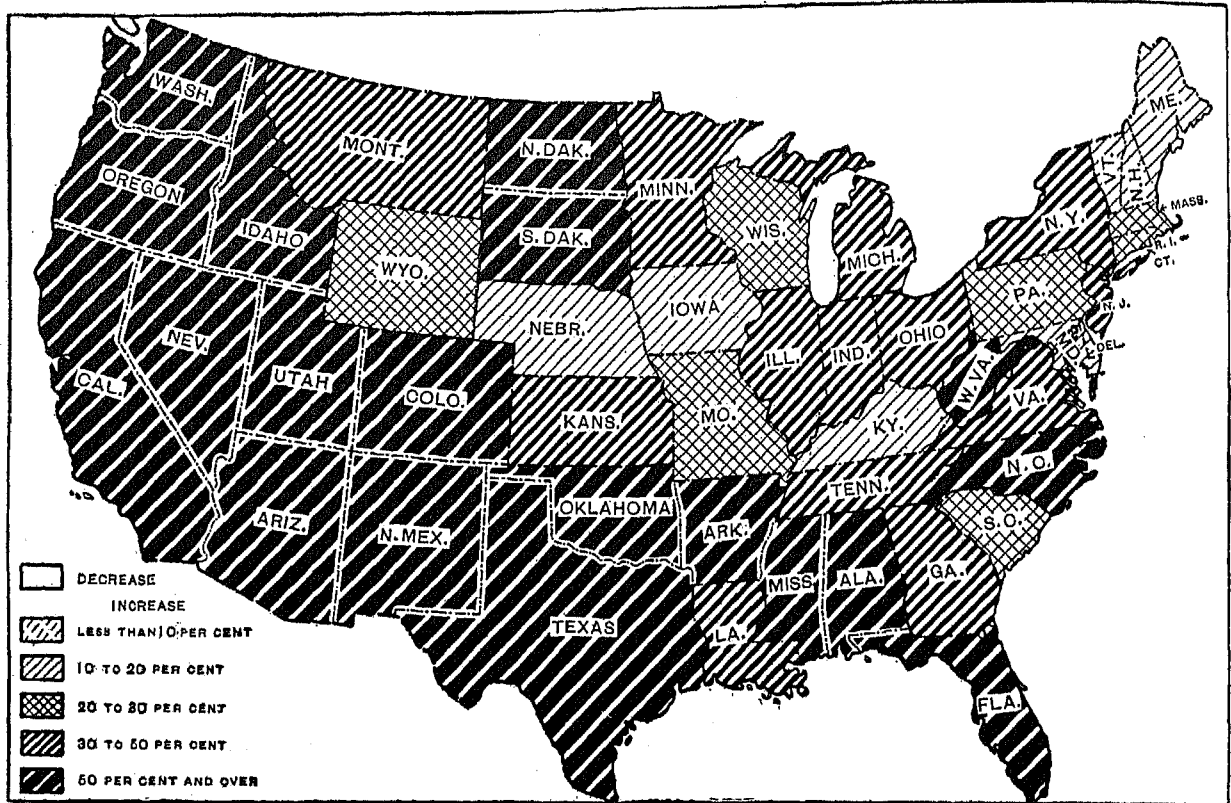 WASH.
MONT.
N.DAK.
MINN.
ME.
VT.
N.H.
OREGON
IDAHO
S.DAK.
WIS.
MICH.
N.Y.
MASS.
R.I.
CT.
WYO.
IOWA
PA.
N.J.
NEBR.
OHIO
NEV.
ILL.
IND.
MD.
DEL.
W.VA.
CAL.
UTAH
COLO.
KANS.
MO.
KY.
VA.
N.O.
TENN.
ARIZ.
N.MEX.
OKLAHOMA
ARK.
S.O.
MISS
ALA.
GA.
TEXAS
LA.
FLA.
DECREASE
INCREASE
LESS THAN 10 PER CENT
10 TO 20 PER CENT
20 TO 30 PER CENT
30 TO 50 PER CENT
50 PER CENT AND OVER